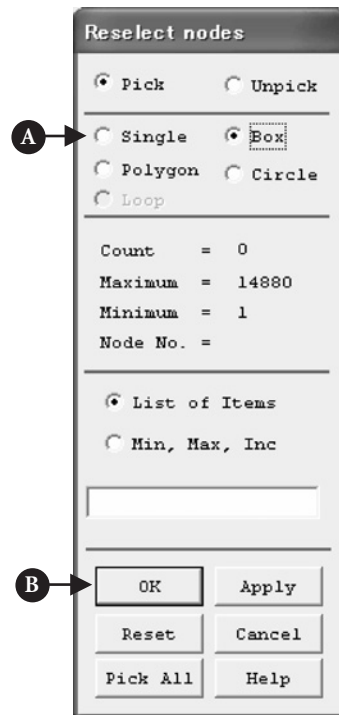 Reselect nodes
Pick Unpick
A Single Box
Polygon Circle
Loop
Count = 0
Maximum = 14880
Minimum = 1
Node No. =
List of Items
Min, Max, Inc
B OK Apply
Reset Cancel
Pick All Help